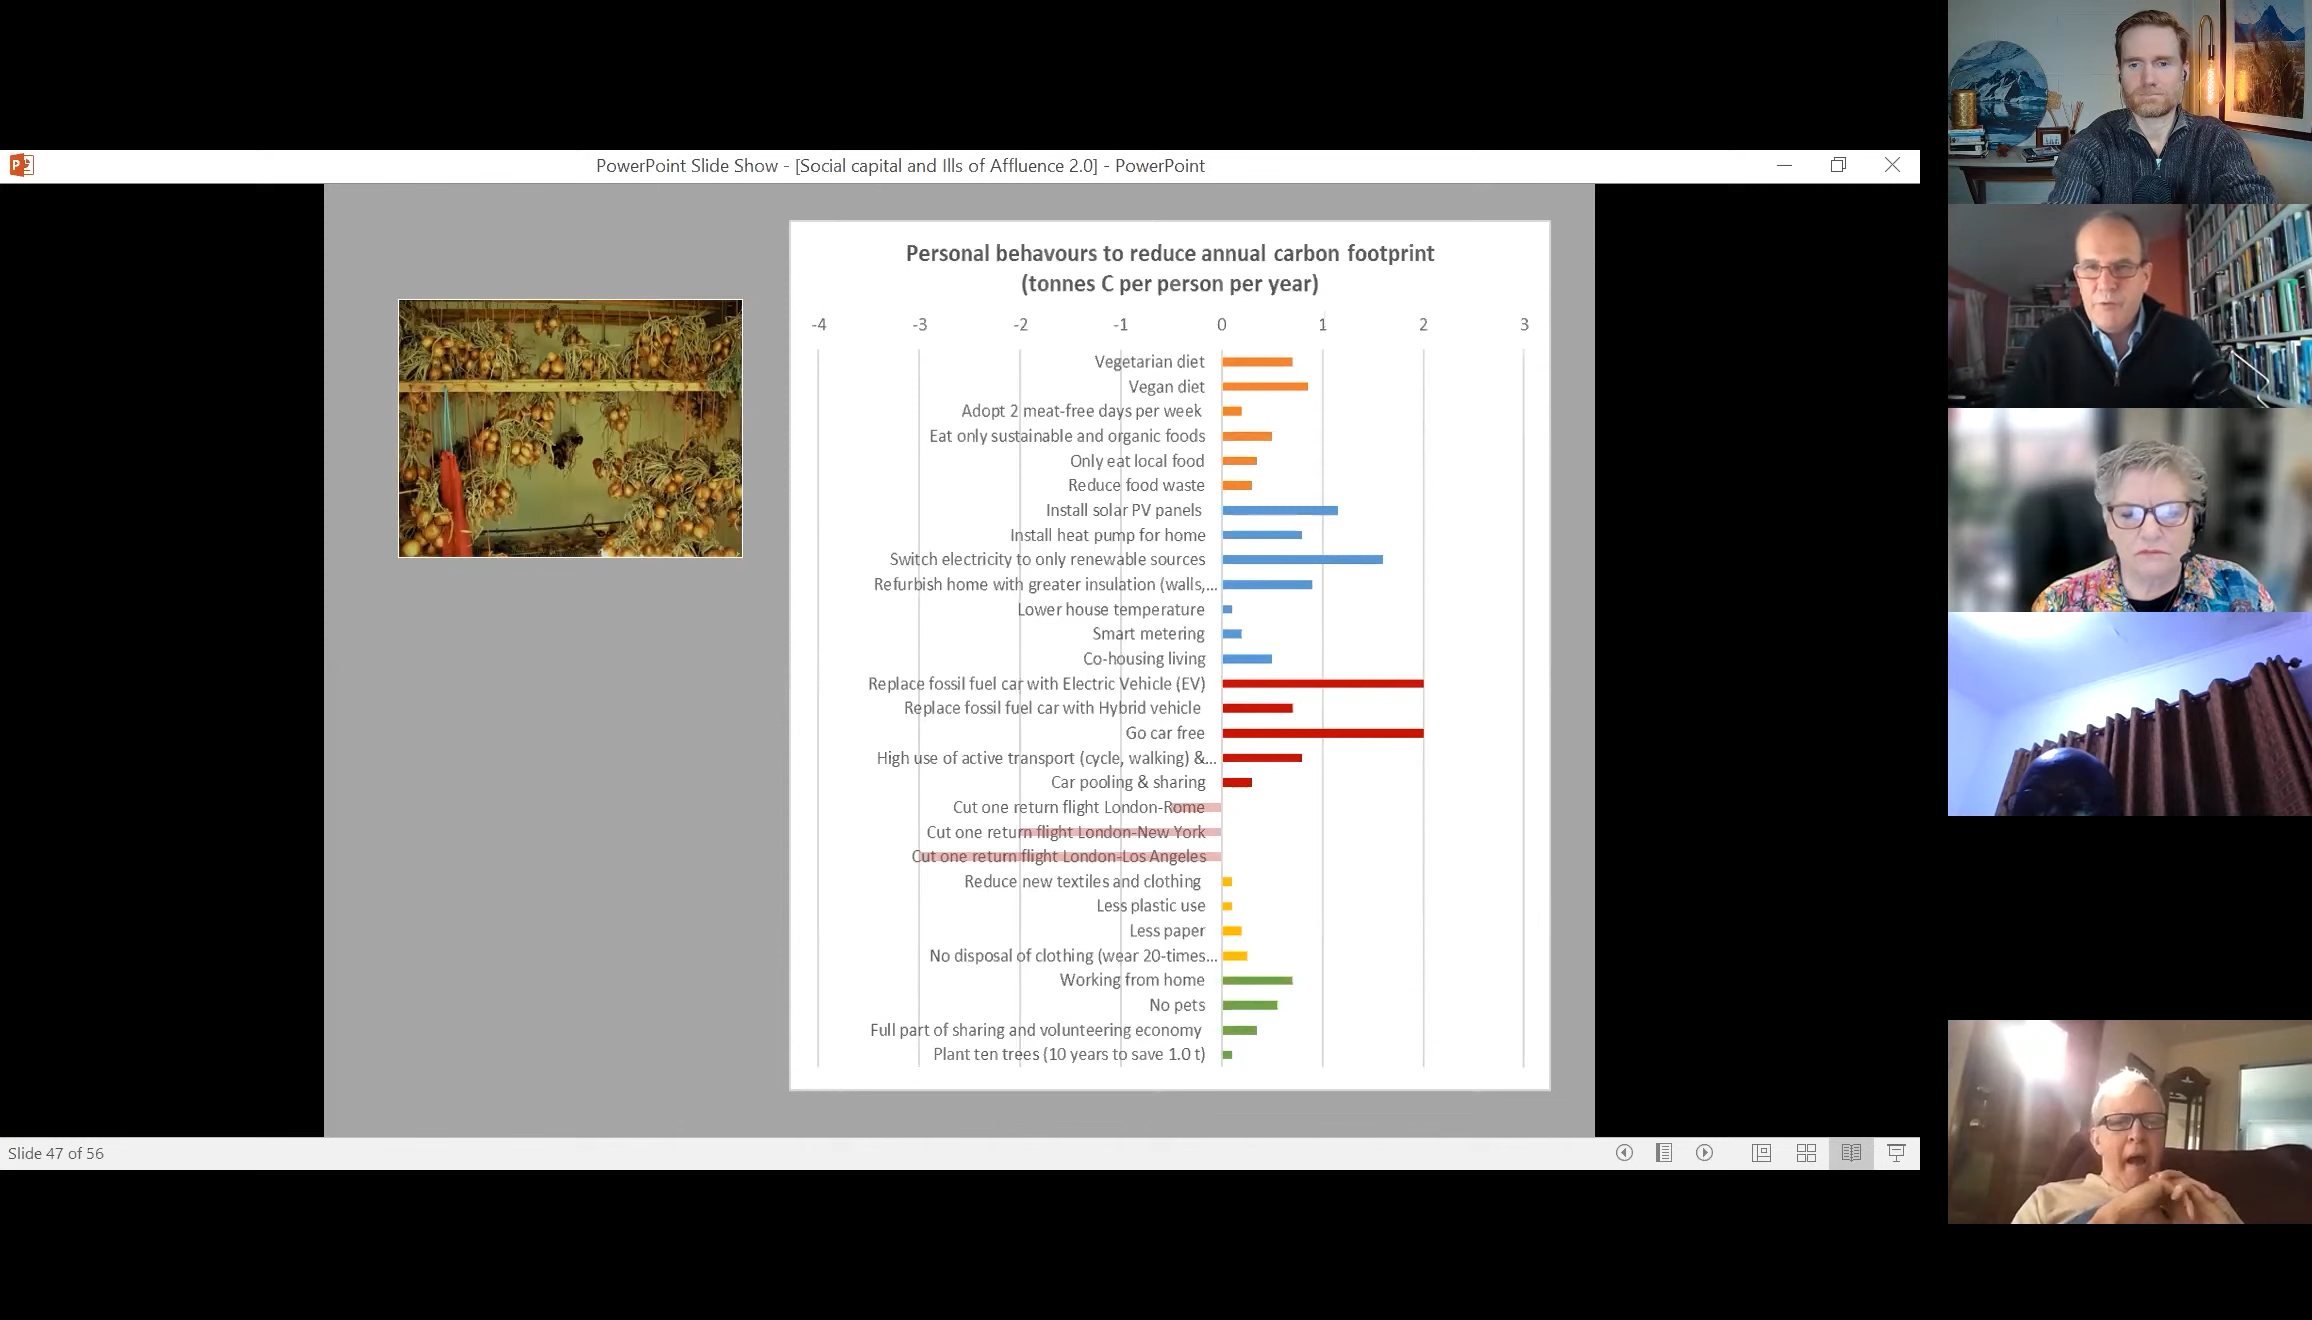 PowerPoint Slide Show - [Social capital and Ills of Affluence 2.0] - PowerPoint
Personal behavours to reduce annual carbon footprint
(tonnes C per person per year)
-4 -3 -2 -1 0 1 2 3
Vegetarian diet
Vegan diet
Adopt 2 meat-free days per week
Eat only sustainable and organic foods
Only eat local food
Reduce food waste
Install solar PV panels
Install heat pump for home
Switch electricity to only renewable sources
Refurbish home with greater insulation (walls,...
Lower house temperature
Smart metering
Co-housing living
Replace fossil fuel car with Electric Vehicle (EV)
Replace fossil fuel car with Hybrid vehicle
Go car free
High use of active transport (cycle, walking) &...
Car pooling & sharing
Cut one return flight London-Rome
Cut one return flight London-New York
Cut one return flight London-Los Angeles
Reduce new textiles and clothing
Less plastic use
Less paper
No disposal of clothing (wear 20-times...
Working from home
No pets
Full part of sharing and volunteering economy
Plant ten trees (10 years to save 1.0 t)
Slide 47 of 56